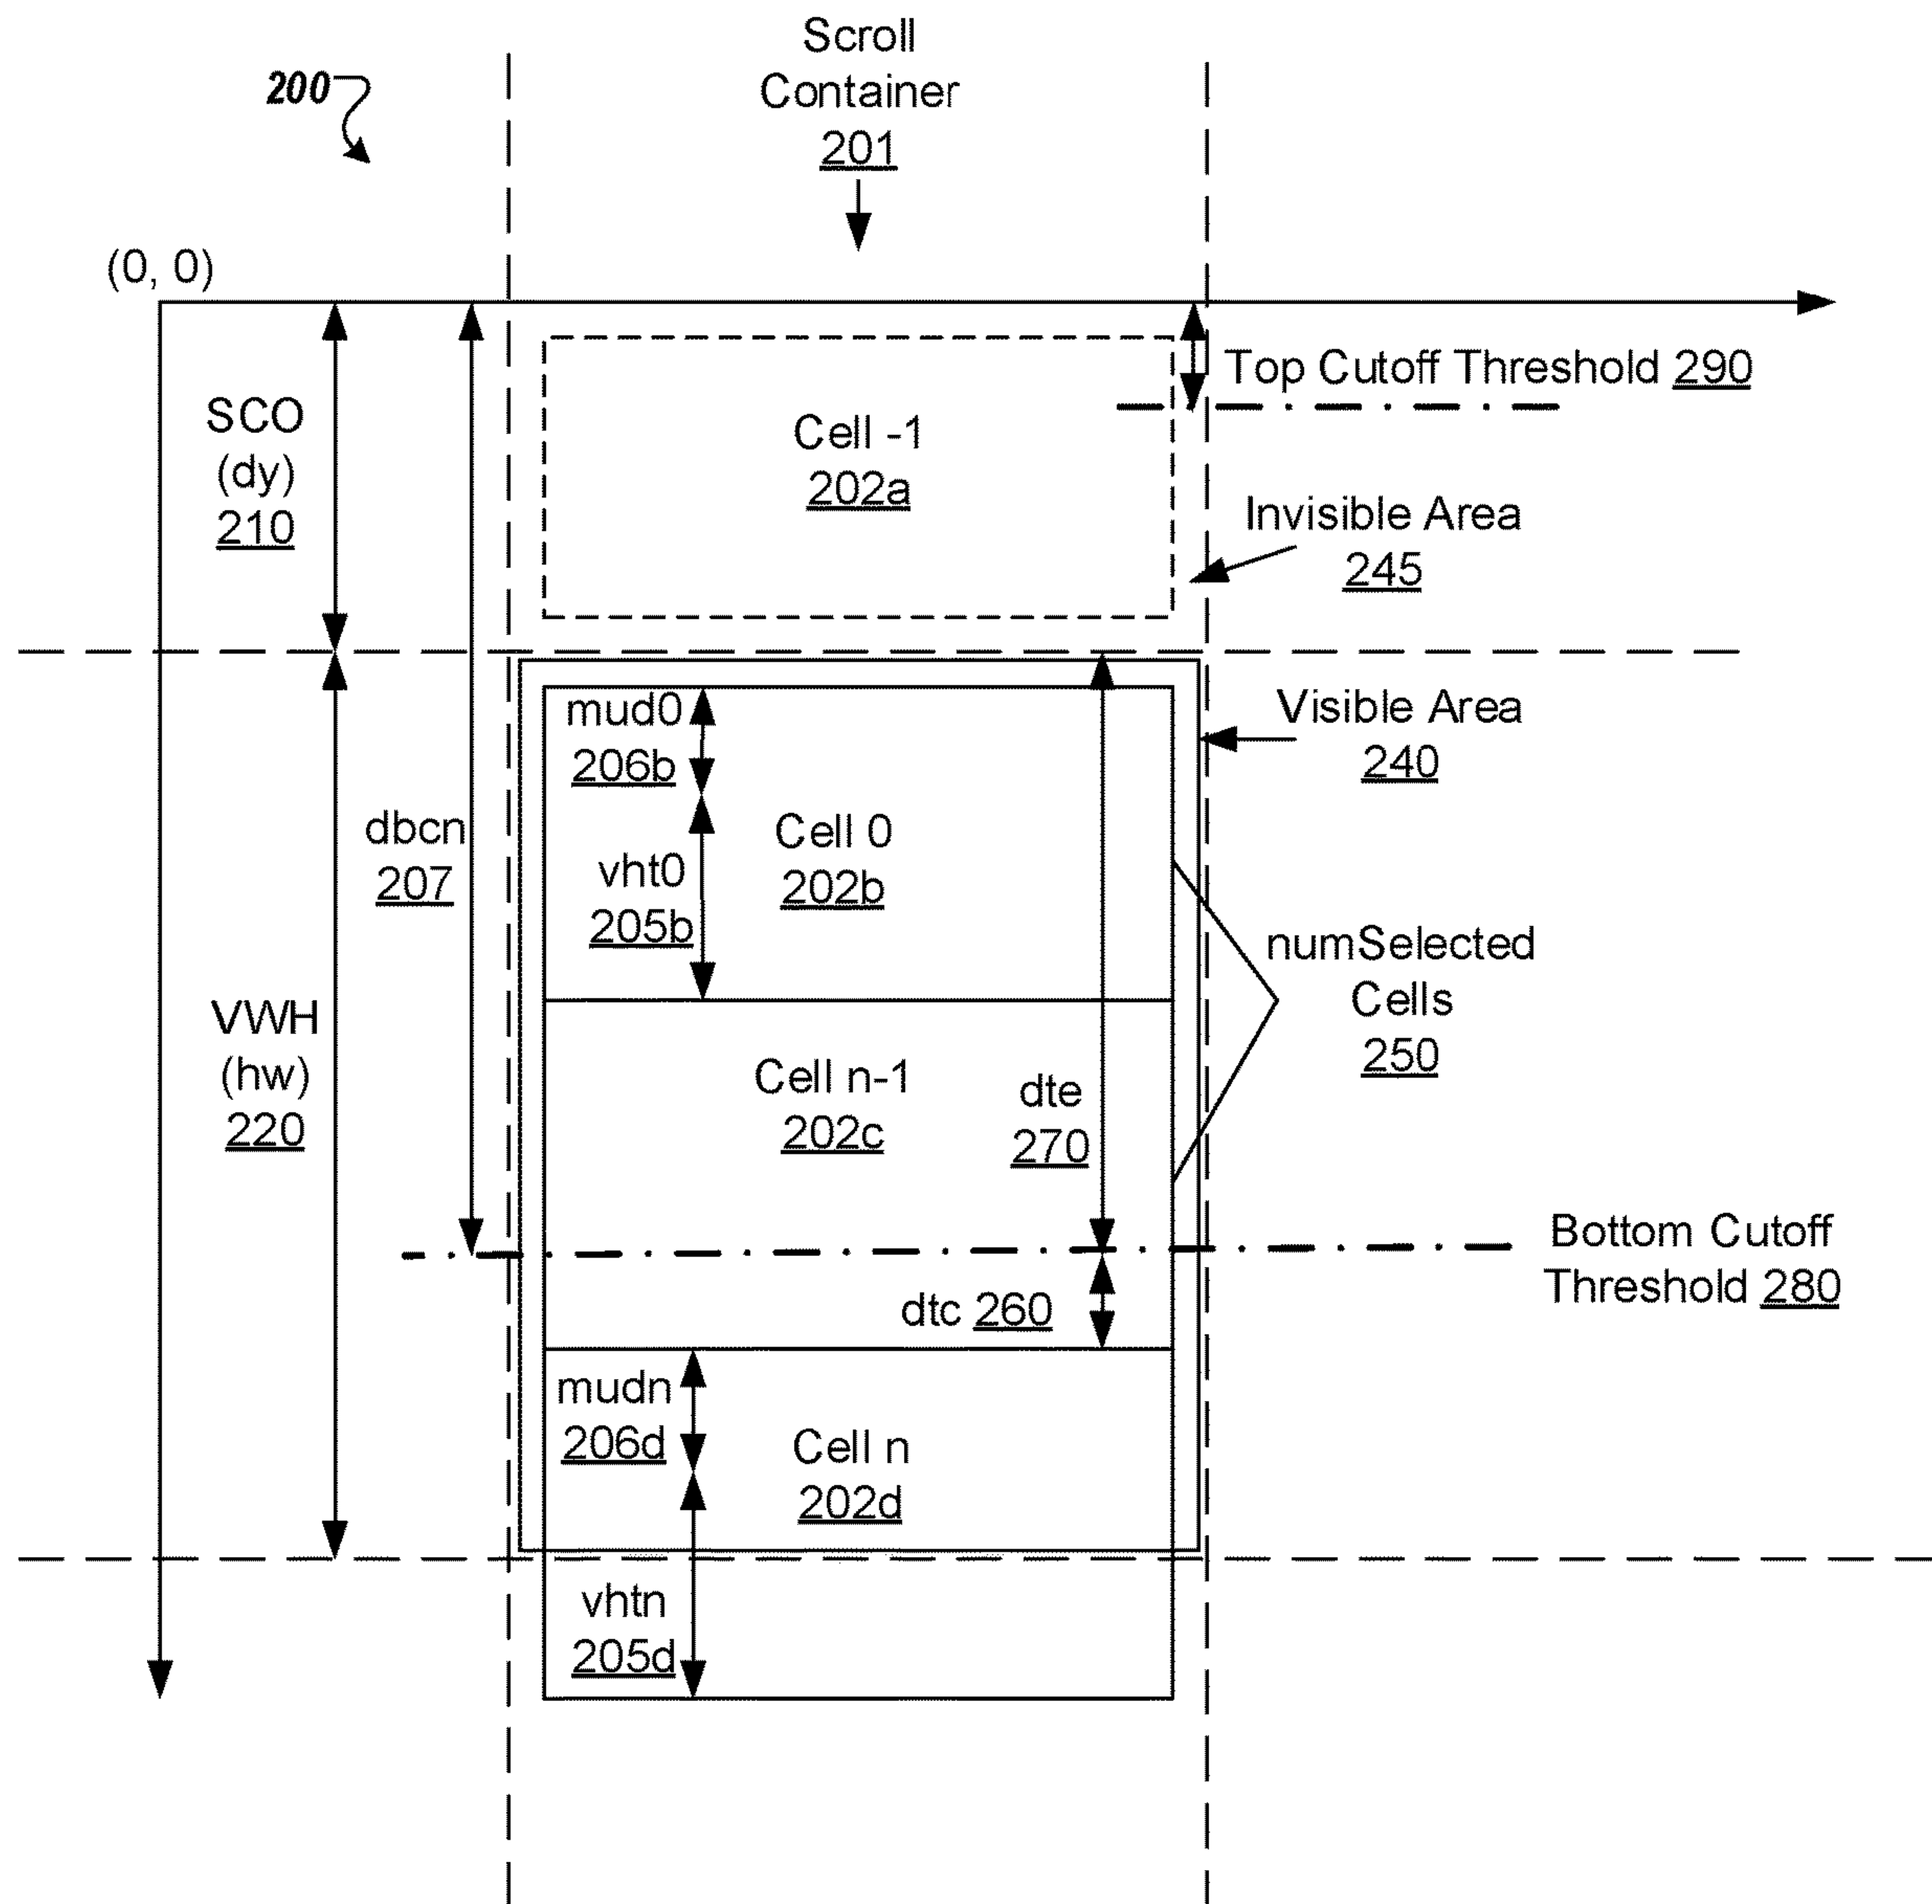 Scroll
Container
201
200
(0, 0)
Top Cutoff Threshold 290
SCO
(dy)
210
Cell -1
202a
Invisible Area
245
mud0
206b
Visible Area
240
dbcn
207
Cell 0
202b
vht0
205b
numSelected
Cells
250
VWH
(hw)
220
Cell n-1
202c
dte
270
Bottom Cutoff
Threshold 280
dtc 260
mudn
206d
Cell n
202d
vhtn
205d